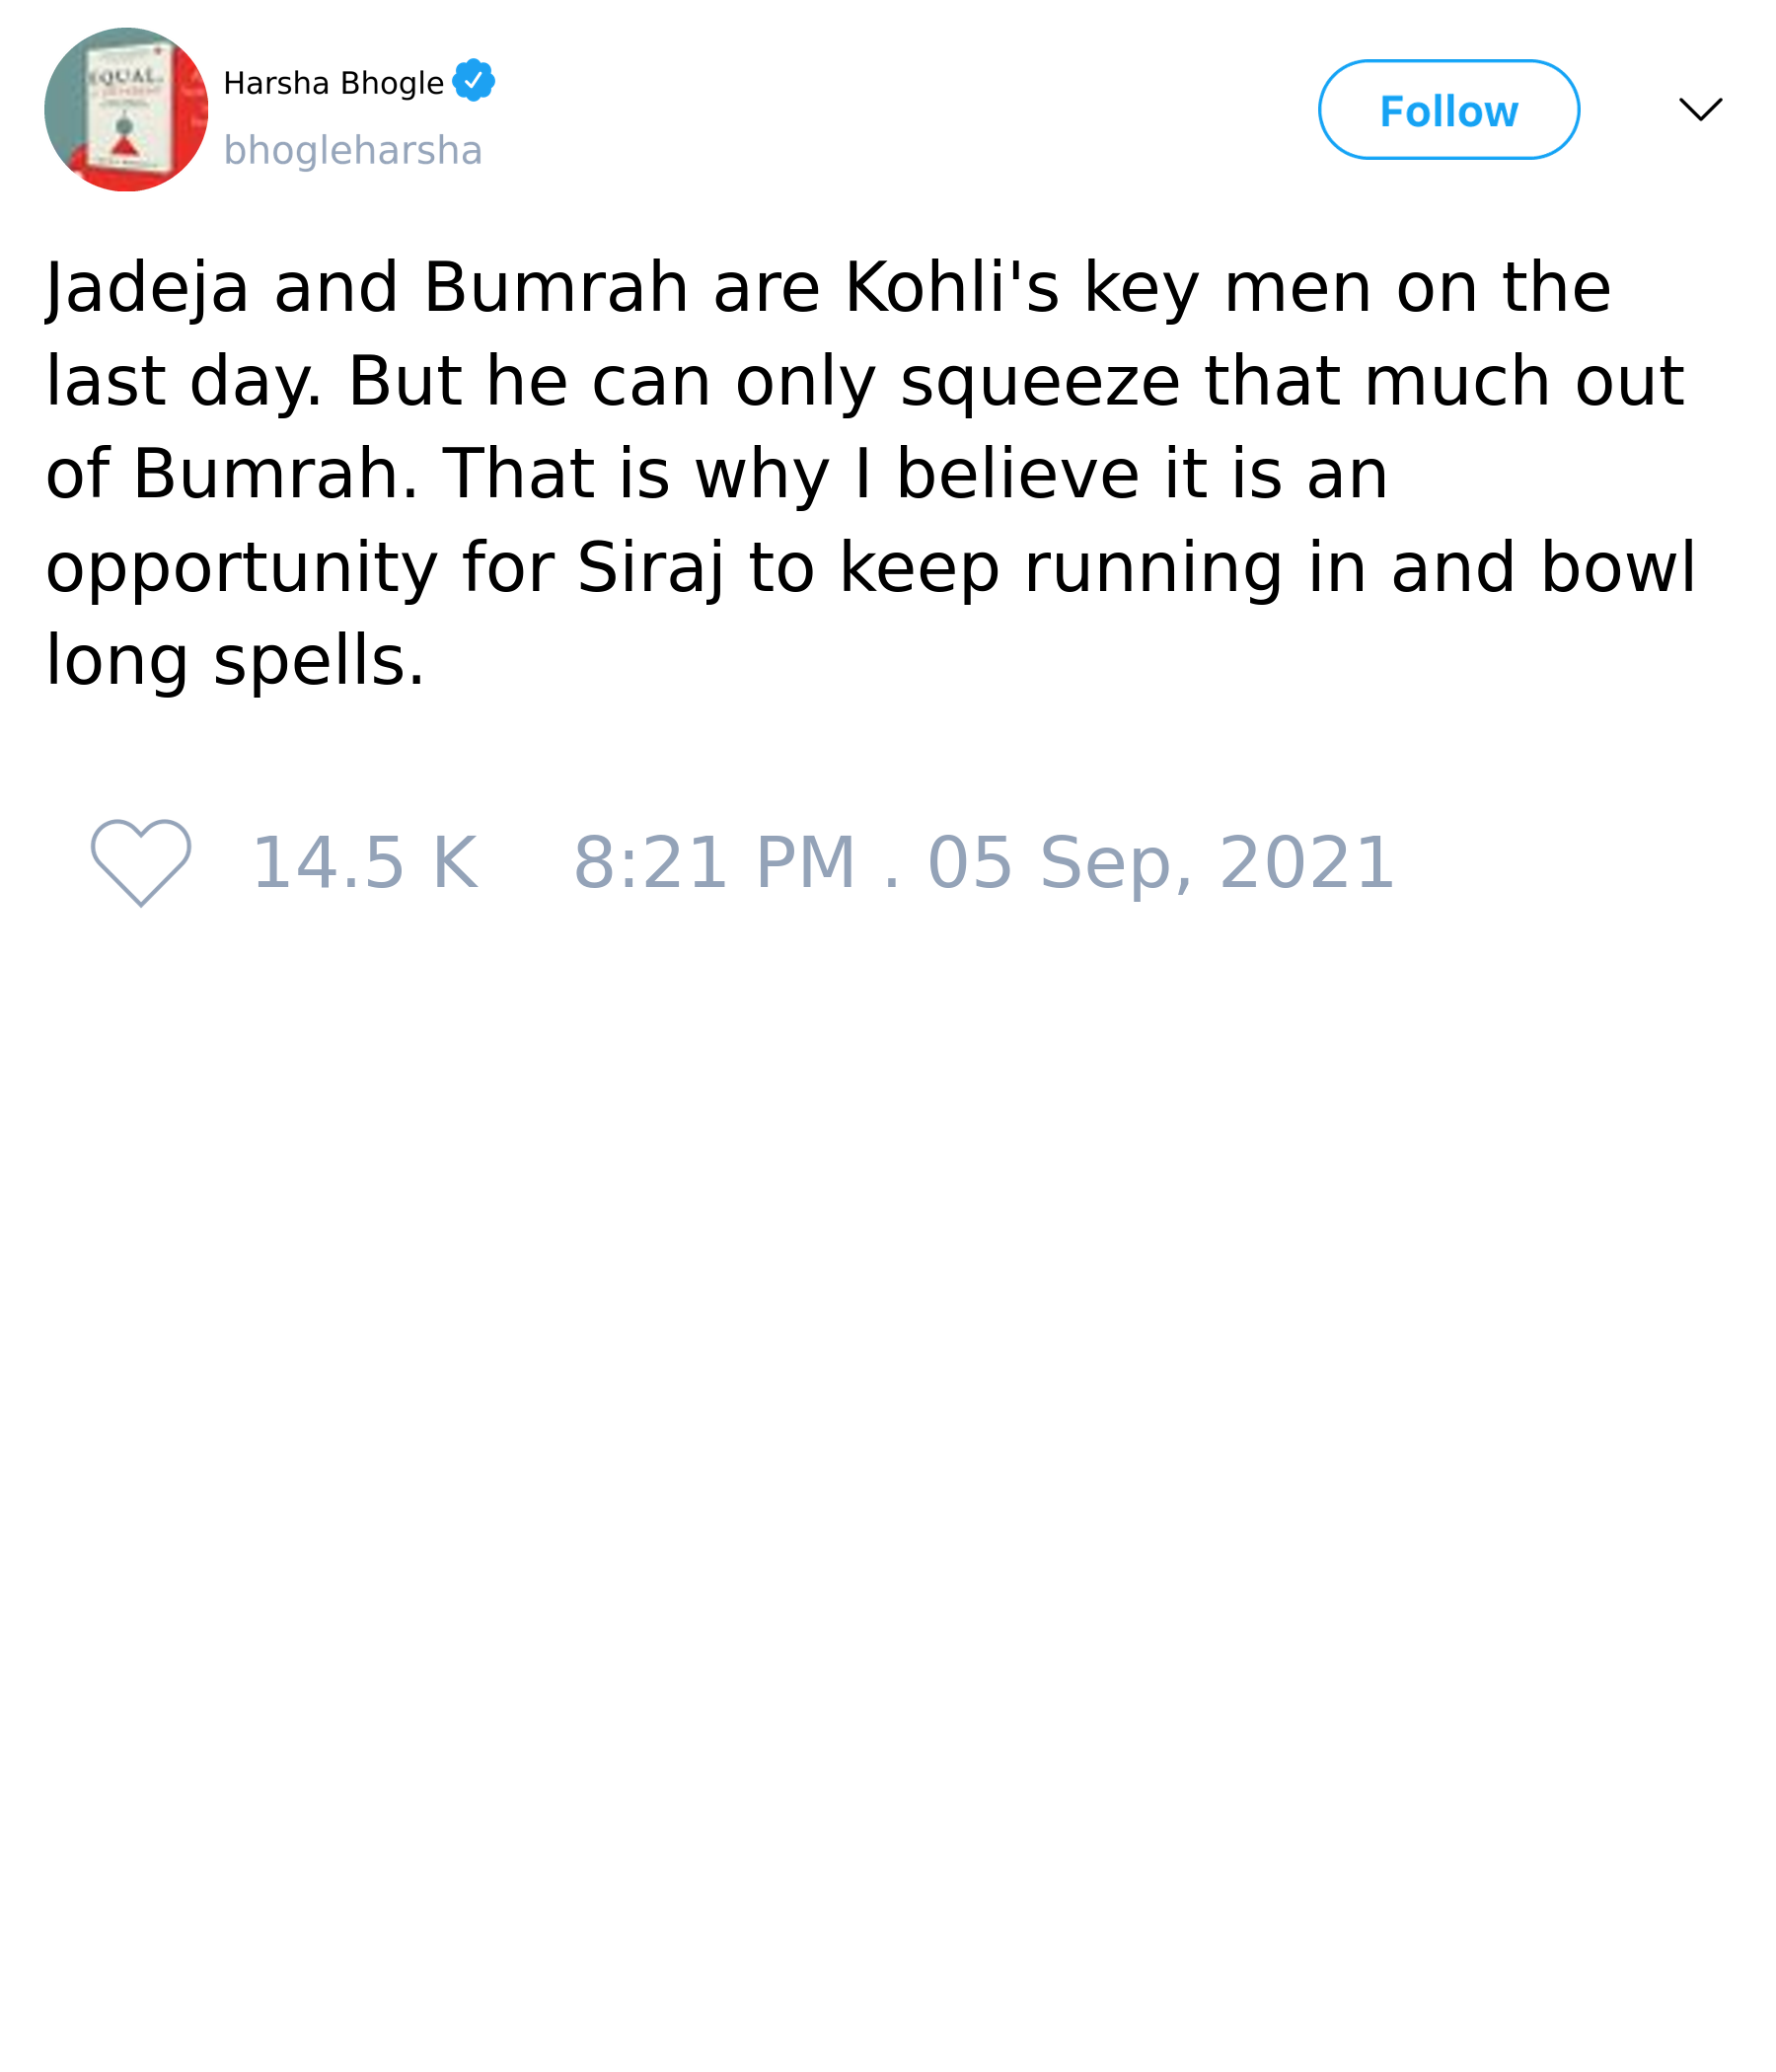 EQUAL,
Harsha Bhogle
bhogleharsha
Follow
Jadeja and Bumrah are Kohli's key men on the
last day. But he can only squeeze that much out
of Bumrah. That is why I believe it is an
opportunity for Siraj to keep running in and bowl
long spells.
14.5 K 8:21 PM . 05 Sep, 2021